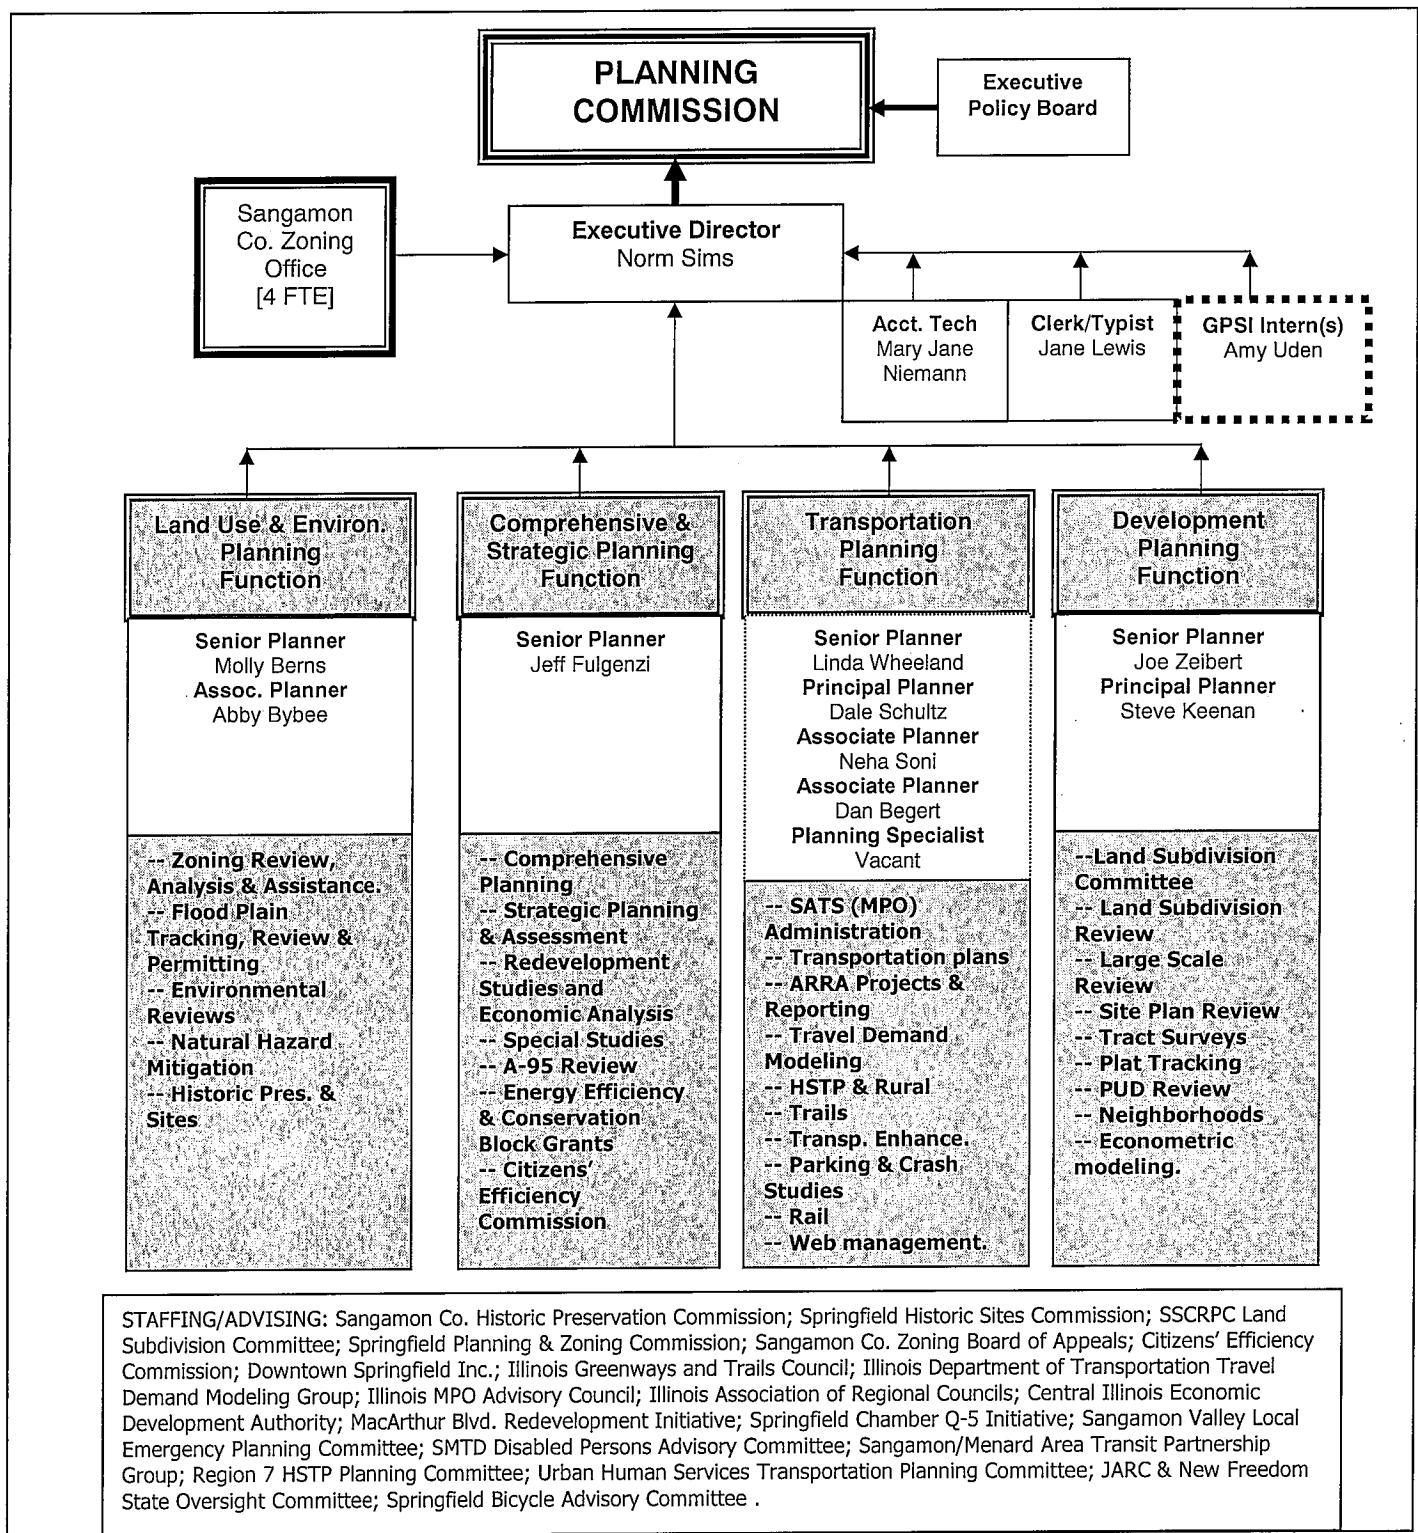 PLANNING
COMMISSION
Executive
Policy Board
Sangamon
Co. Zoning
Office
[4 FTE]
Executive Director
Norm Sims
Acct. Tech
Mary Jane
Niemann
Clerk/Typist
Jane Lewis
GPSI Intern(s)
Amy Uden
Land Use & Environ.
Planning
Function
Senior Planner
Molly Berns
Assoc. Planner
Abby Bybee
-- Zoning Review,
Analysis & Assistance.
-- Flood Plain
Tracking, Review &
Permitting
-- Environmental
Reviews
-- Natural Hazard
Mitigation
-- Historic Pres. &
Sites
Comprehensive &
Strategic Planning
Function
Senior Planner
Jeff Fulgenzi
-- Comprehensive
Planning
-- Strategic Planning
& Assessment
-- Redevelopment
Studies and
Economic Analysis
-- Special Studies
-- A-95 Review
-- Energy Efficiency
& Conservation
Block Grants
-- Citizens'
Efficiency
Commission
Transportation
Planning
Function
Senior Planner
Linda Wheeland
Principal Planner
Dale Schultz
Associate Planner
Neha Soni
Associate Planner
Dan Begert
Planning Specialist
Vacant
-- SATS (MPO)
Administration
-- Transportation plans
-- ARRA Projects &
Reporting
-- Travel Demand
Modeling
-- HSTP & Rural
-- Trails
-- Transp. Enhance.
-- Parking & Crash
Studies
-- Rail
-- Web management.
Development
Planning
Function
Senior Planner
Joe Zeibert
Principal Planner
Steve Keenan
--Land Subdivision
Committee
-- Land Subdivision
Review
-- Large Scale
Review
-- Site Plan Review
-- Tract Surveys
-- Plat Tracking
-- PUD Review
-- Neighborhoods
-- Econometric
modeling.
STAFFING/ADVISING: Sangamon Co. Historic Preservation Commission; Springfield Historic Sites Commission; SSCRPC Land
Subdivision Committee; Springfield Planning & Zoning Commission; Sangamon Co. Zoning Board of Appeals; Citizens' Efficiency
Commission; Downtown Springfield Inc.; Illinois Greenways and Trails Council; Illinois Department of Transportation Travel
Demand Modeling Group; Illinois MPO Advisory Council; Illinois Association of Regional Councils; Central Illinois Economic
Development Authority; MacArthur Blvd. Redevelopment Initiative; Springfield Chamber Q-5 Initiative; Sangamon Valley Local
Emergency Planning Committee; SMTD Disabled Persons Advisory Committee; Sangamon/Menard Area Transit Partnership
Group; Region 7 HSTP Planning Committee; Urban Human Services Transportation Planning Committee; JARC & New Freedom
State Oversight Committee; Springfield Bicycle Advisory Committee .